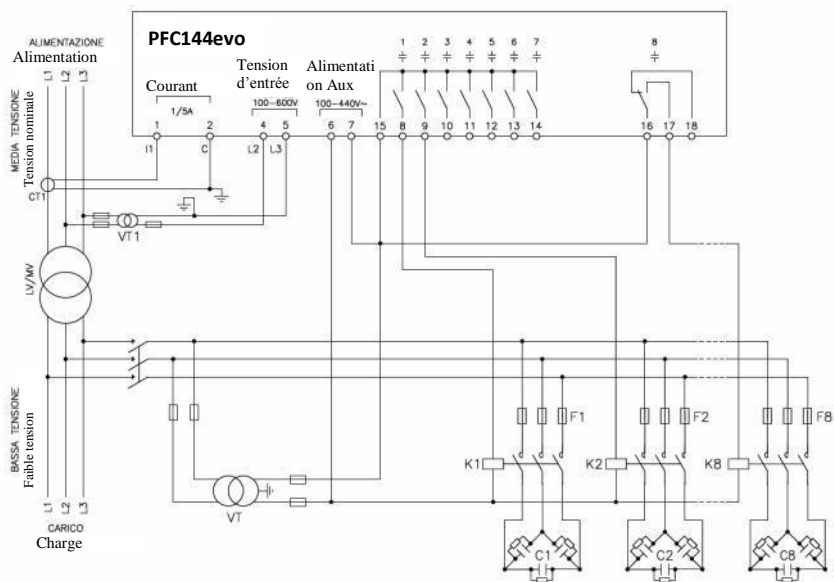 PFC144evo
1 2 3 4 5 6 7 8
ALIMENTAZIONE
Alimentation
L1 L2 L3
Courant
1/5A
Tension
d'entrée
100-600V
Alimentati
on Aux
100-440V~
1 2 4 5 6 7 15 8 9 10 11 12 13 14 16 17 18
I1 C L2 L3
MEDIA TENSIONE
Tension nominale
CT1
VT1
LV/MV
BASSA TENSIONE
Faible tension
F1 F2 F8
K1 K2 K8
VT
L1 L2 L3
CARICO
Charge
C1 C2 C8